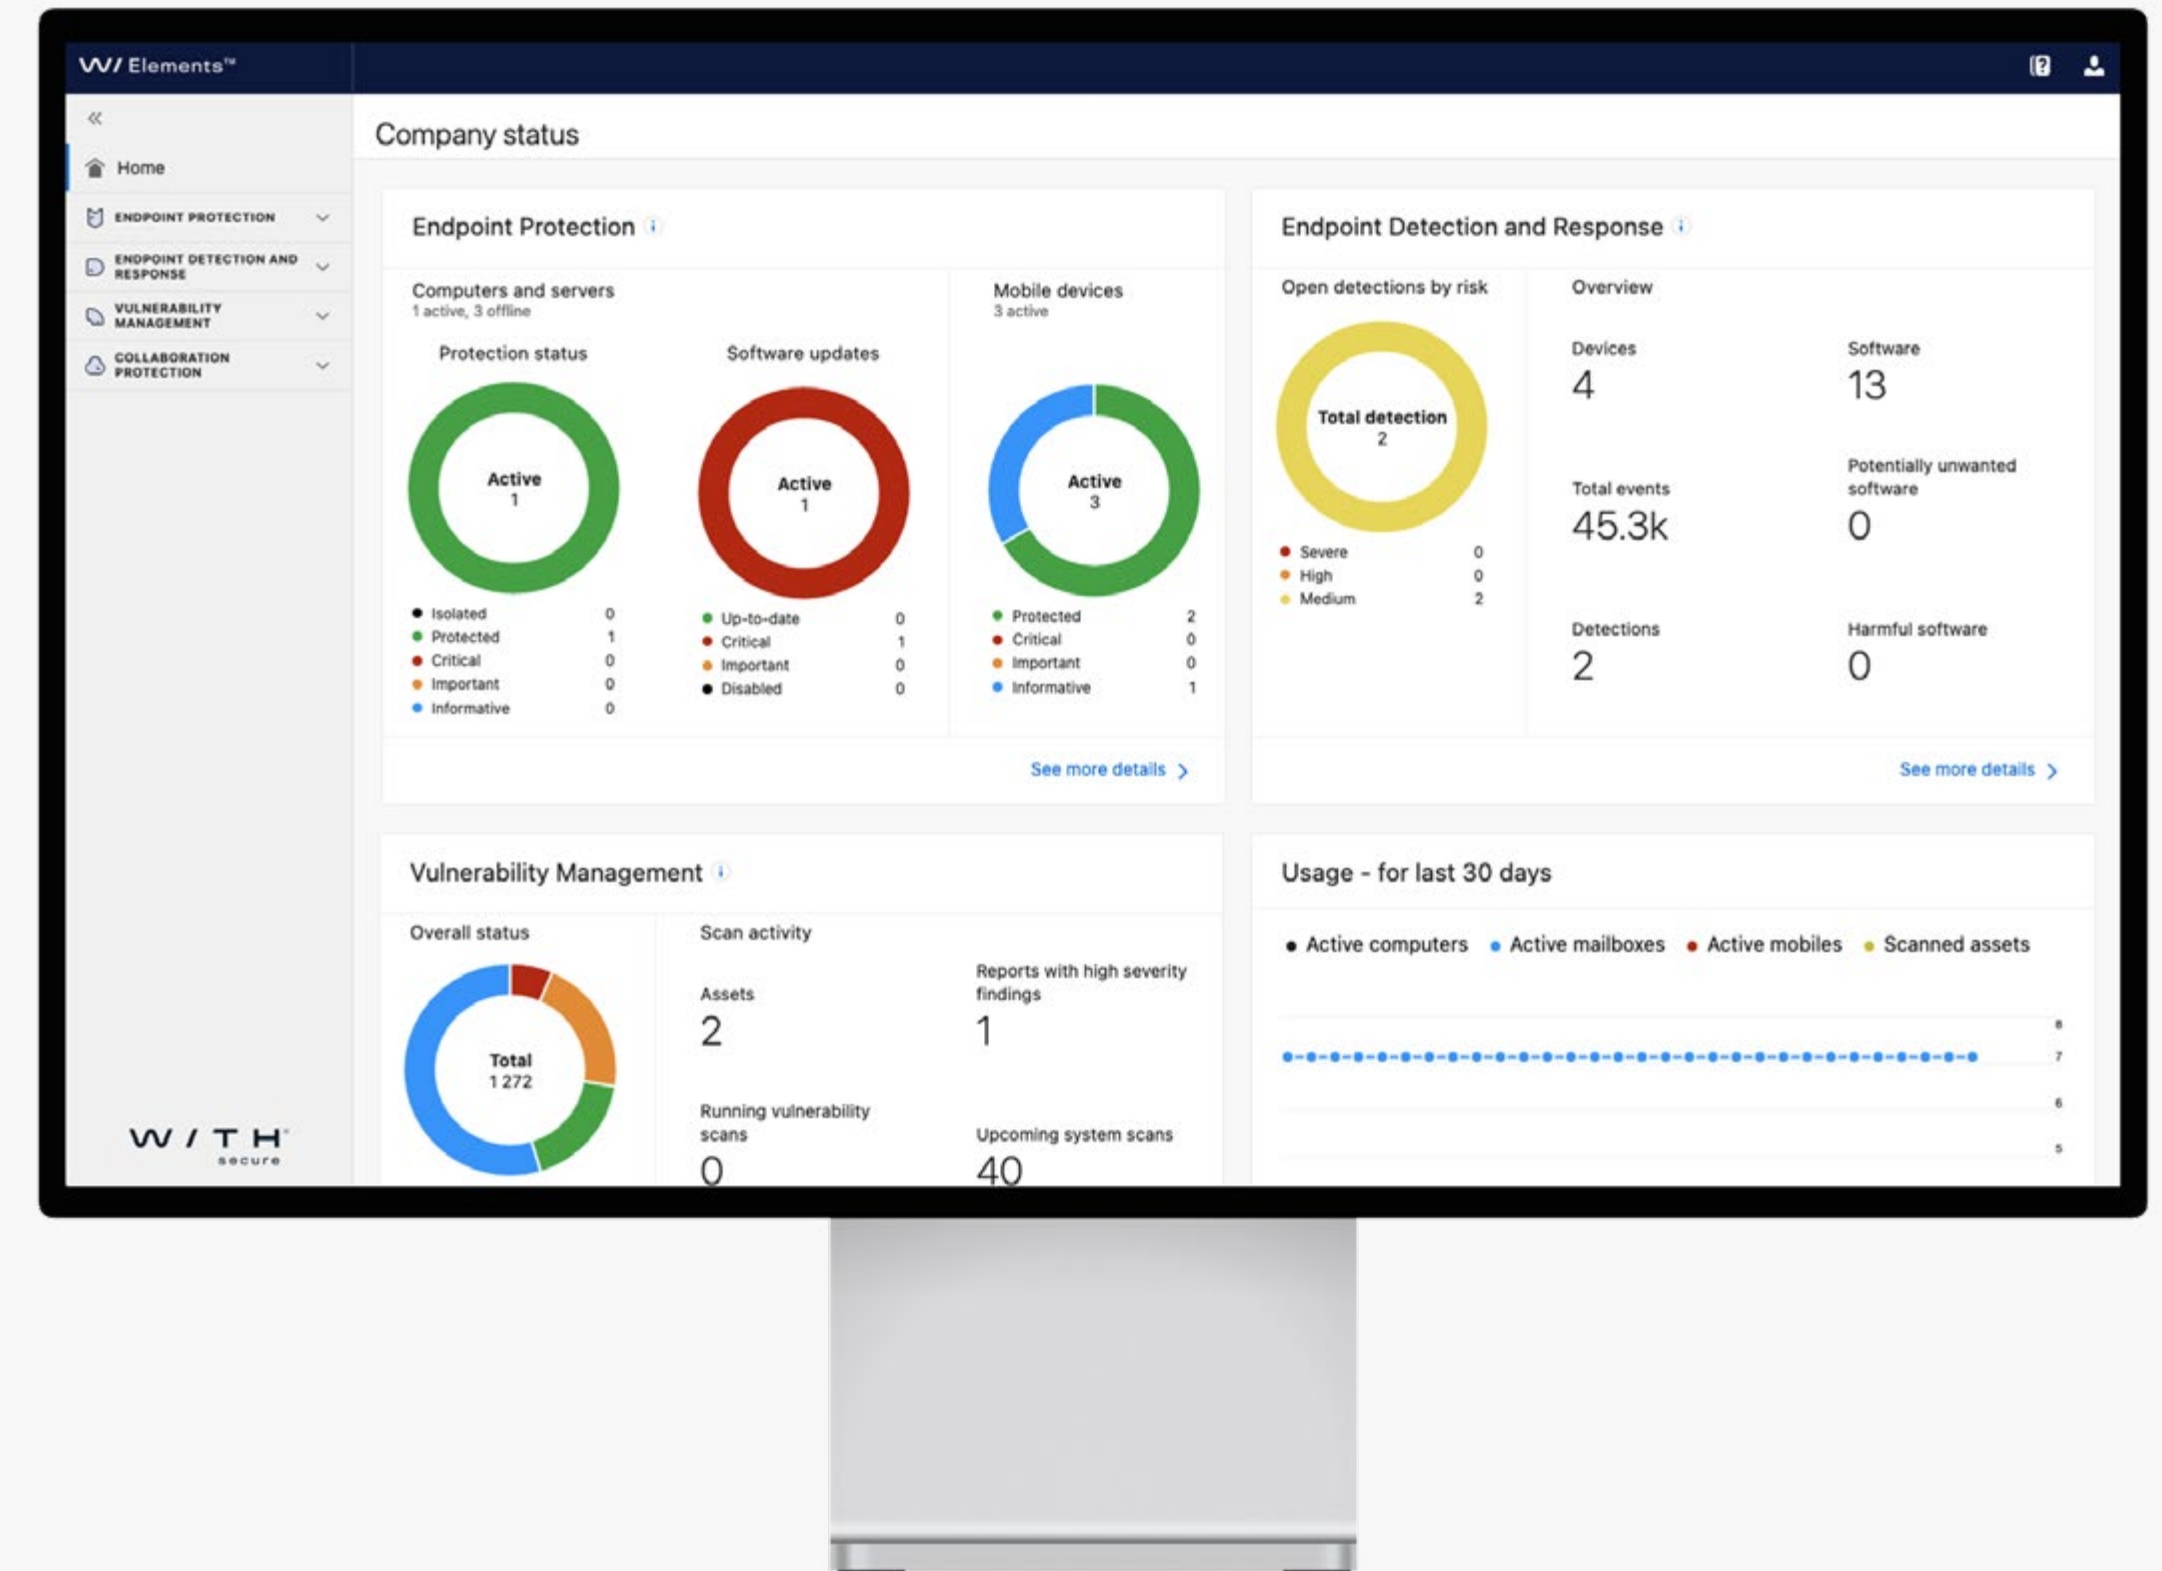 W/ Elements™
Home
ENDPOINT PROTECTION
ENDPOINT DETECTION AND
RESPONSE
VULNERABILITY
MANAGEMENT
COLLABORATION
PROTECTION
W / T H
secure
Company status
Endpoint Protection
Computers and servers
1 active, 3 offline
Protection status
Active
1
Isolated 0
Protected 1
Critical 0
Important 0
Informative 0
Software updates
Active
1
Up-to-date 0
Critical 1
Important 0
Disabled 0
Mobile devices
3 active
Active
3
Protected 2
Critical 0
Important 0
Informative 1
See more details
Endpoint Detection and Response
Open detections by risk
Total detection
2
Severe 0
High 0
Medium 2
Overview
Devices
4
Software
13
Total events
45.3k
Potentially unwanted
software
0
Detections
2
Harmful software
0
See more details
Vulnerability Management
Overall status
Total
1 272
Scan activity
Assets
2
Reports with high severity
findings
1
Running vulnerability
scans
0
Upcoming system scans
40
Usage - for last 30 days
Active computers Active mailboxes Active mobiles Scanned assets
8
7
6
5